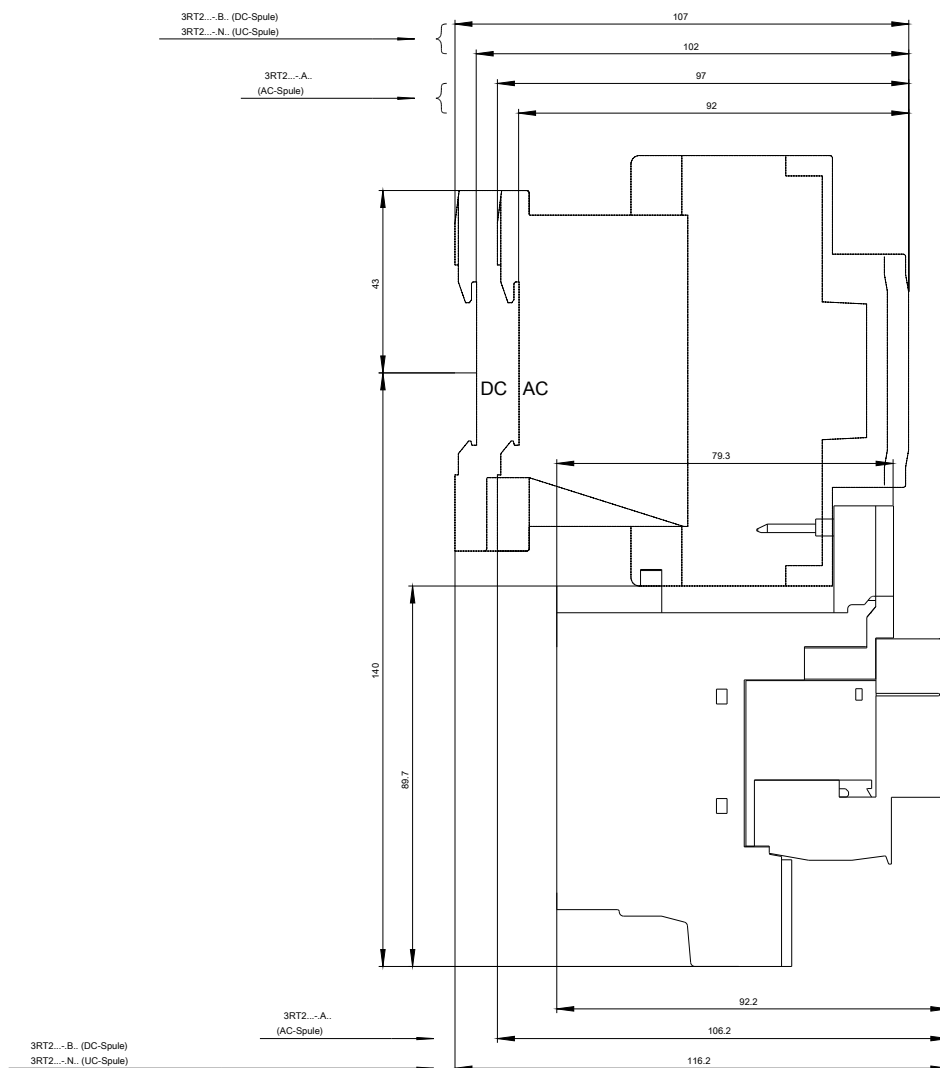 3RT2...-.B.. (DC-Spule)
107
3RT2...-.N.. (UC-Spule)
102
3RT2...-.A..
97
(AC-Spule)
92
43
DC AC
79.3
140
89.7
92.2
3RT2...-.A..
(AC-Spule)
106.2
3RT2...-.B.. (DC-Spule)
3RT2...-.N.. (UC-Spule)
116.2